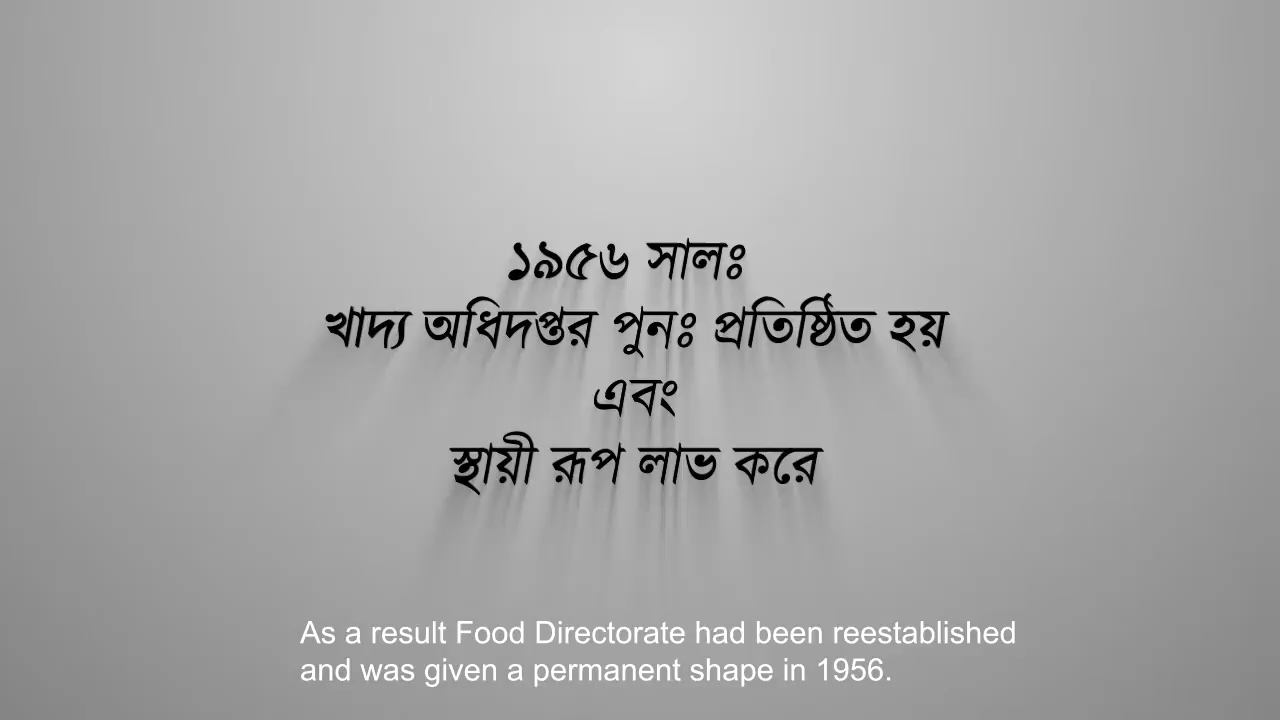 ১৯৫৬ সালঃ
খাদ্য অধিদপ্তর পুনঃ প্রতিষ্ঠিত হয়
এবং
স্থায়ী রূপ লাভ করে
As a result Food Directorate had been reestablished
and was given a permanent shape in 1956.